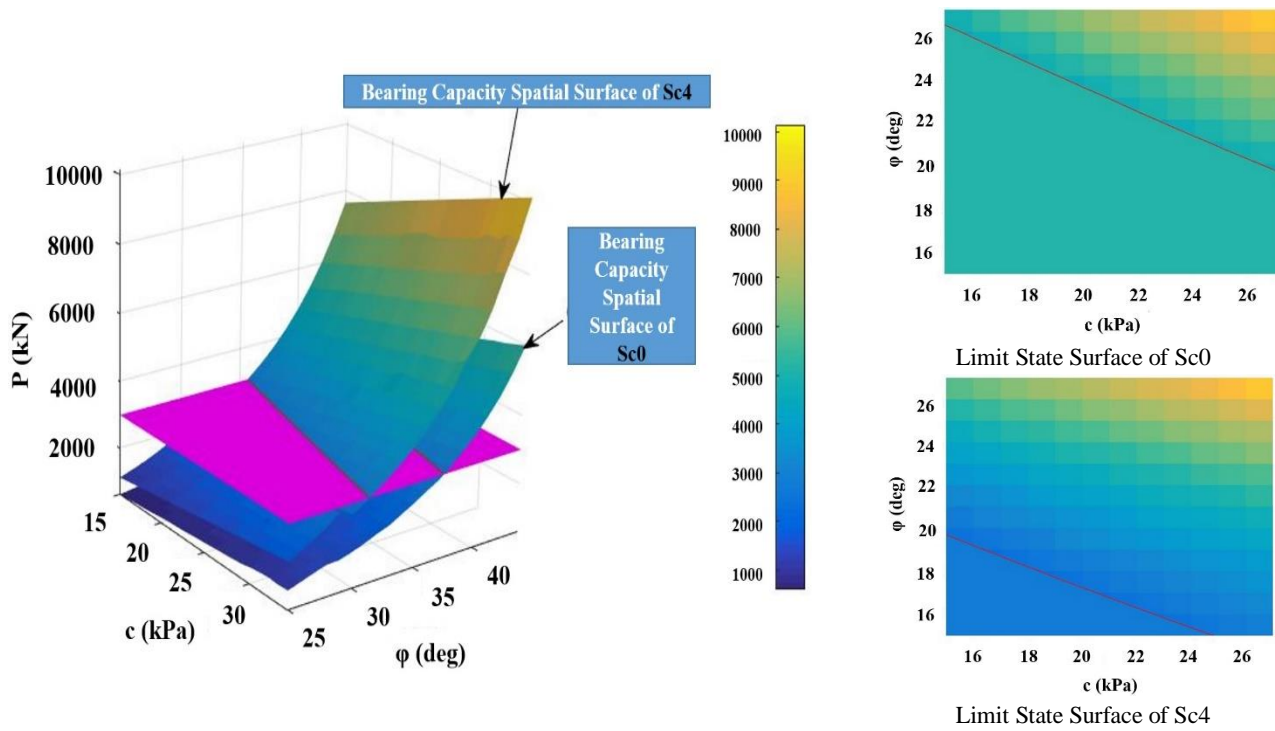 Bearing Capacity Spatial Surface of Sc4
Bearing
Capacity
Spatial
Surface of
Sc0
P (kN)
10000
8000
6000
4000
2000
15
20
25
30
c (kPa)
25
30
35
40
φ (deg)
10000
9000
8000
7000
6000
5000
4000
3000
2000
1000
φ (deg)
26
24
22
20
18
16
16 18 20 22 24 26
c (kPa)
Limit State Surface of Sc0
φ (deg)
26
24
22
20
18
16
16 18 20 22 24 26
c (kPa)
Limit State Surface of Sc4